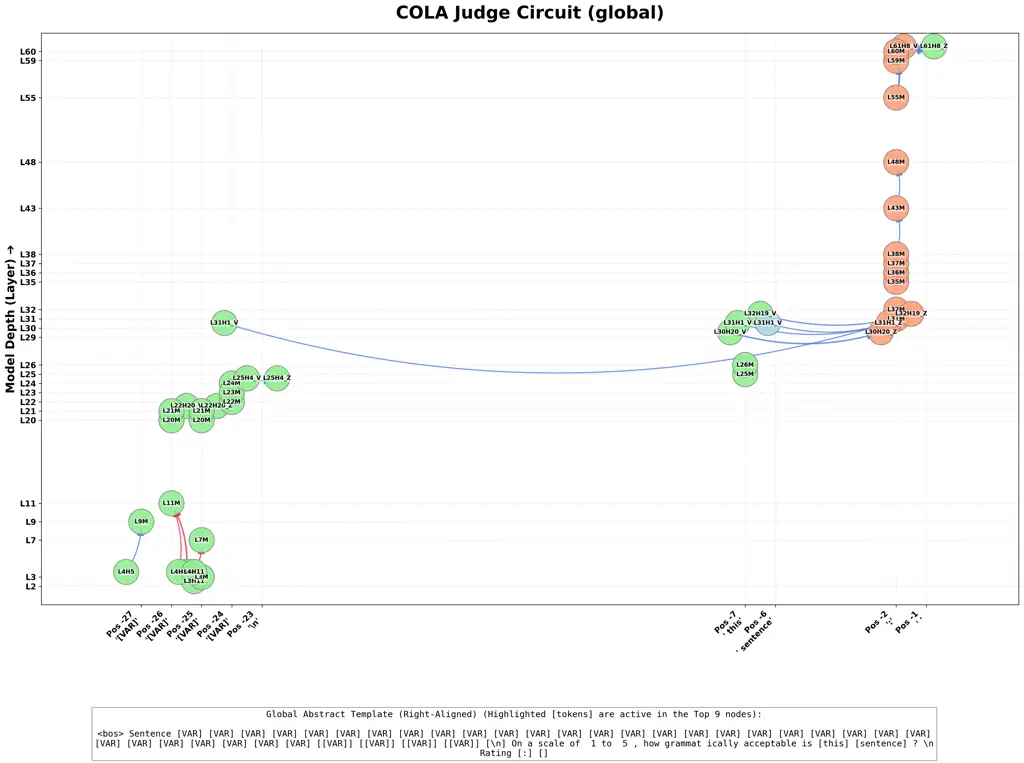 COLA Judge Circuit (global)
Model Depth (Layer) →
L60
L59
L55
L48
L43
L38
L37
L36
L35
L32
L31
L30
L29
L26
L25
L24
L23
L22
L21
L20
L11
L9
L7
L3
L2
L61H8_V
L61H8_Z
L60M
L59M
L55M
L48M
L43M
L38M
L37M
L36M
L35M
L32M
L32H19_V
L32H19_Z
L31H1_V
L31H1_V
L31H1_V
L31H1_Z
L30H20_V
L30H20_Z
L26M
L25M
L25H4_V
L25H4_Z
L24M
L23M
L22M
L22H20_V
L22H20_Z
L21M
L21M
L20M
L20M
L11M
L9M
L7M
L4H5
L4H11
L3M
L3H11
Pos -27
'[VAR]'
Pos -26
'[VAR]'
Pos -25
'[VAR]'
Pos -24
'[VAR]'
Pos -23
'\n'
Pos -7
' this'
Pos -6
' sentence'
Pos -2
':'
Pos -1
Global Abstract Template (Right-Aligned) (Highlighted [tokens] are active in the Top 9 nodes):
<bos> Sentence [VAR] [VAR] [VAR] [VAR] [VAR] [VAR] [VAR] [VAR] [VAR] [VAR] [VAR] [VAR] [VAR] [VAR] [VAR] [VAR] [VAR] [VAR] [VAR] [VAR] [VAR]
[VAR] [VAR] [VAR] [VAR] [VAR] [VAR] [[VAR]] [[VAR]] [[VAR]] [[VAR]] [\n] On a scale of  1 to  5 , how grammat ically acceptable is [this] [sentence] ? \n
Rating [:] []